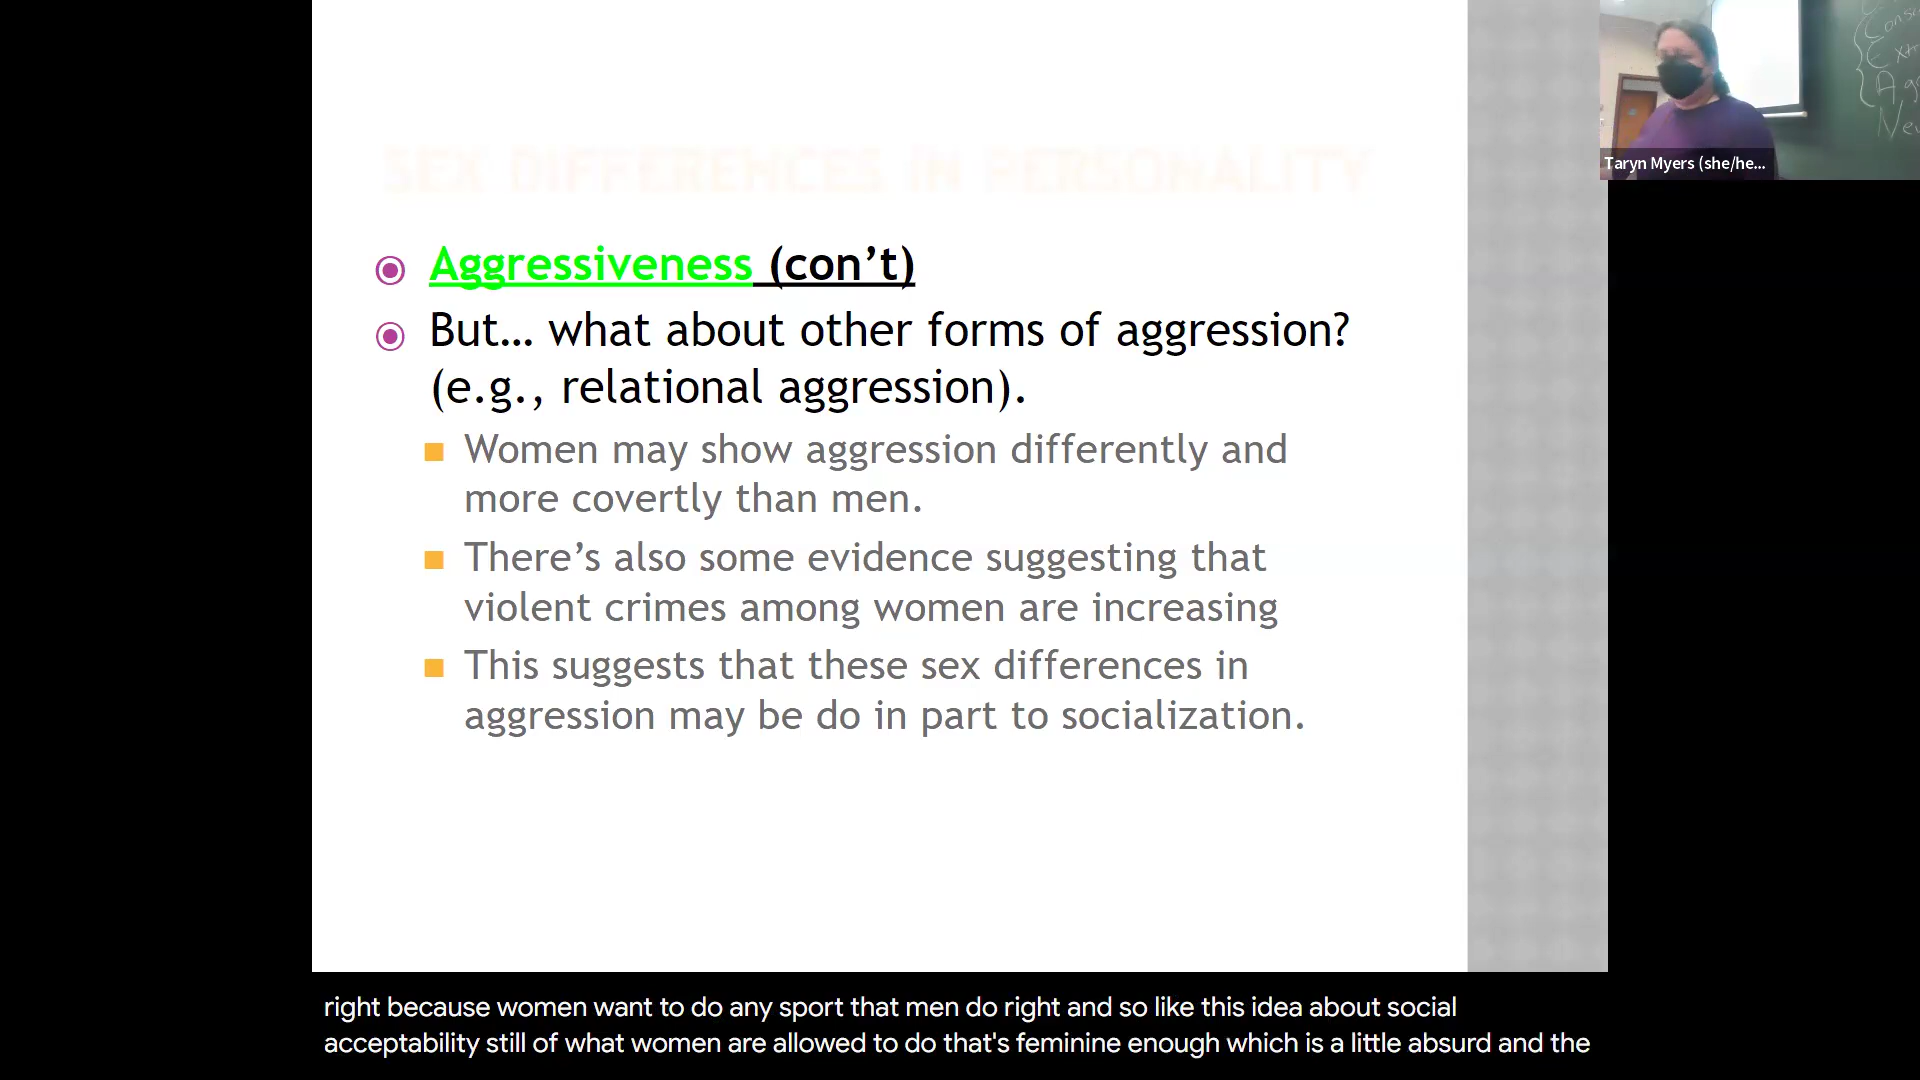 SEX DIFFERENCES IN PERSONALITY
Aggressiveness (con’t)
But… what about other forms of aggression?
(e.g., relational aggression).
Women may show aggression differently and
more covertly than men.
There’s also some evidence suggesting that
violent crimes among women are increasing
This suggests that these sex differences in
aggression may be do in part to socialization.
Taryn Myers (she/he...
right because women want to do any sport that men do right and so like this idea about social
acceptability still of what women are allowed to do that's feminine enough which is a little absurd and the